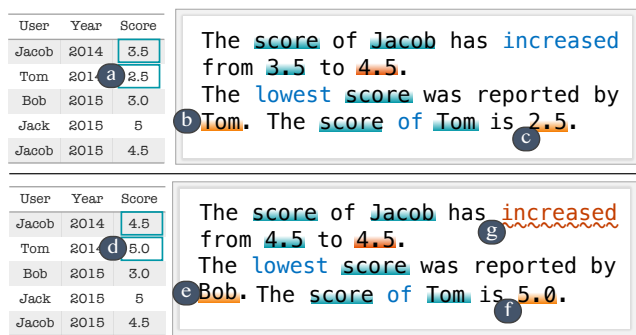 User Year Score
Jacob 2014 3.5
Tom 2014 2.5
Bob 2015 3.0
Jack 2015 5
Jacob 2015 4.5
a
The score of Jacob has increased
from 3.5 to 4.5.
The lowest score was reported by
b Tom. The score of Tom is 2.5.
c
User Year Score
Jacob 2014 4.5
Tom 2014 5.0
Bob 2015 3.0
Jack 2015 5
Jacob 2015 4.5
d
The score of Jacob has increased
g
from 4.5 to 4.5.
The lowest score was reported by
e Bob. The score of Tom is 5.0.
f